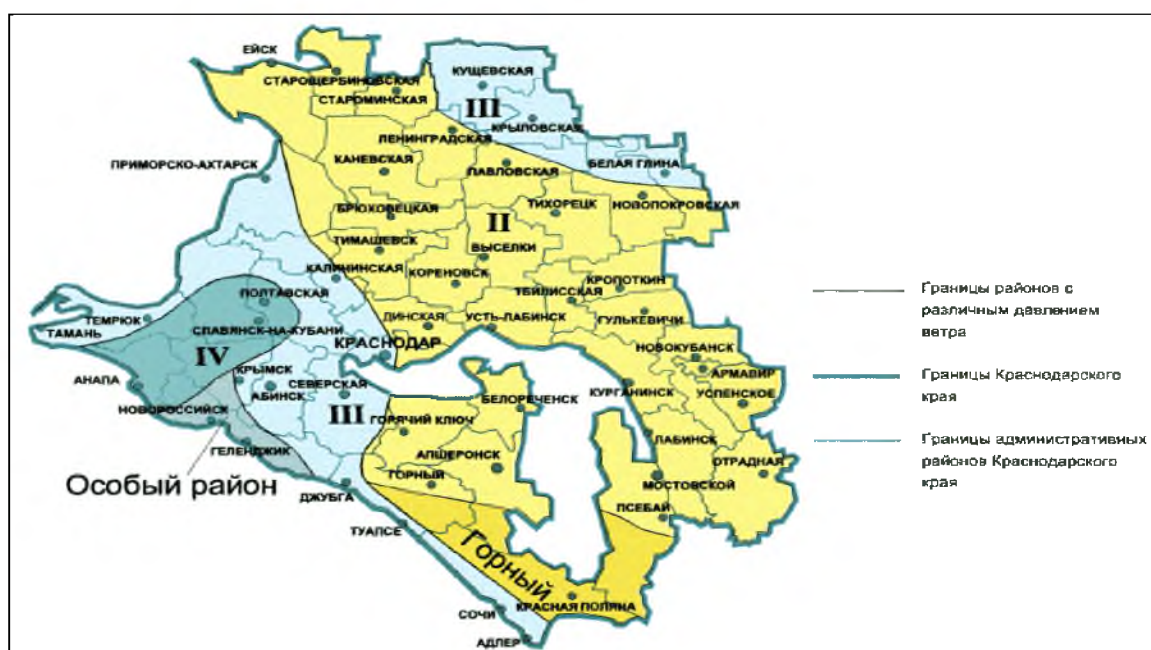 ЕЙСК
СТАРОЩЕРБИНОВСКАЯ
СТАРОМИНСКАЯ
КУЩЕВСКАЯ
III
КРЫЛОВСКАЯ
ЛЕНИНГРАДСКАЯ
ПРИМОРСКО-АХТАРСК
КАНЕВСКАЯ
ПАВЛОВСКАЯ
БЕЛАЯ ГЛИНА
БРЮХОВЕЦКАЯ
II
ТИХОРЕЦК
НОВОПОКРОВСКАЯ
ТИМАШЕВСК
ВЫСЕЛКИ
КАЛИНИНСКАЯ
КОРЕНОВСК
КРОПОТКИН
ТБИЛИССКАЯ
ПОЛТАВСКАЯ
ТЕМРЮК
ТАМАНЬ
СЛАВЯНСК-НА-КУБАНИ
ДИНСКАЯ
УСТЬ-ЛАБИНСК
ГУЛЬКЕВИЧИ
IV
КРАСНОДАР
НОВОКУБАНСК
АРМАВИР
АНАПА
КРЫМСК
АБИНСК
СЕВЕРСКАЯ
КУРГАНИНСК
УСПЕНСКОЕ
НОВОРОССИЙСК
III
ГОРЯЧИЙ КЛЮЧ
БЕЛОРЕЧЕНСК
ЛАБИНСК
ГЕЛЕНДЖИК
АПШЕРОНСК
ОТРАДНАЯ
Особый район
ГОРНЫЙ
МОСТОВСКОЙ
ДЖУБГА
ПСЕБАЙ
ТУАПСЕ
Горный
КРАСНАЯ ПОЛЯНА
СОЧИ
АДЛЕР
Границы районов с
различным давлением
ветра
Границы Краснодарского
края
Границы административных
районов Краснодарского
края